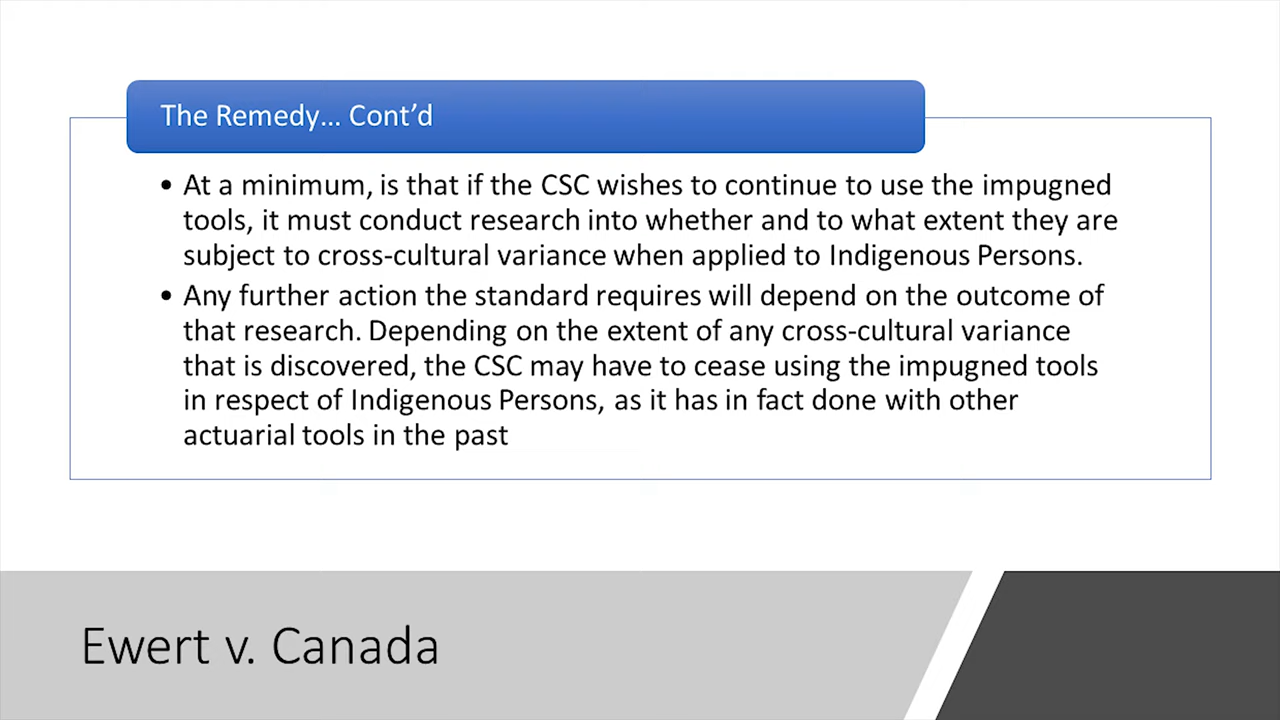 The Remedy... Cont'd
• At a minimum, is that if the CSC wishes to continue to use the impugned
tools, it must conduct research into whether and to what extent they are
subject to cross-cultural variance when applied to Indigenous Persons.
• Any further action the standard requires will depend on the outcome of
that research. Depending on the extent of any cross-cultural variance
that is discovered, the CSC may have to cease using the impugned tools
in respect of Indigenous Persons, as it has in fact done with other
actuarial tools in the past
Ewert v. Canada